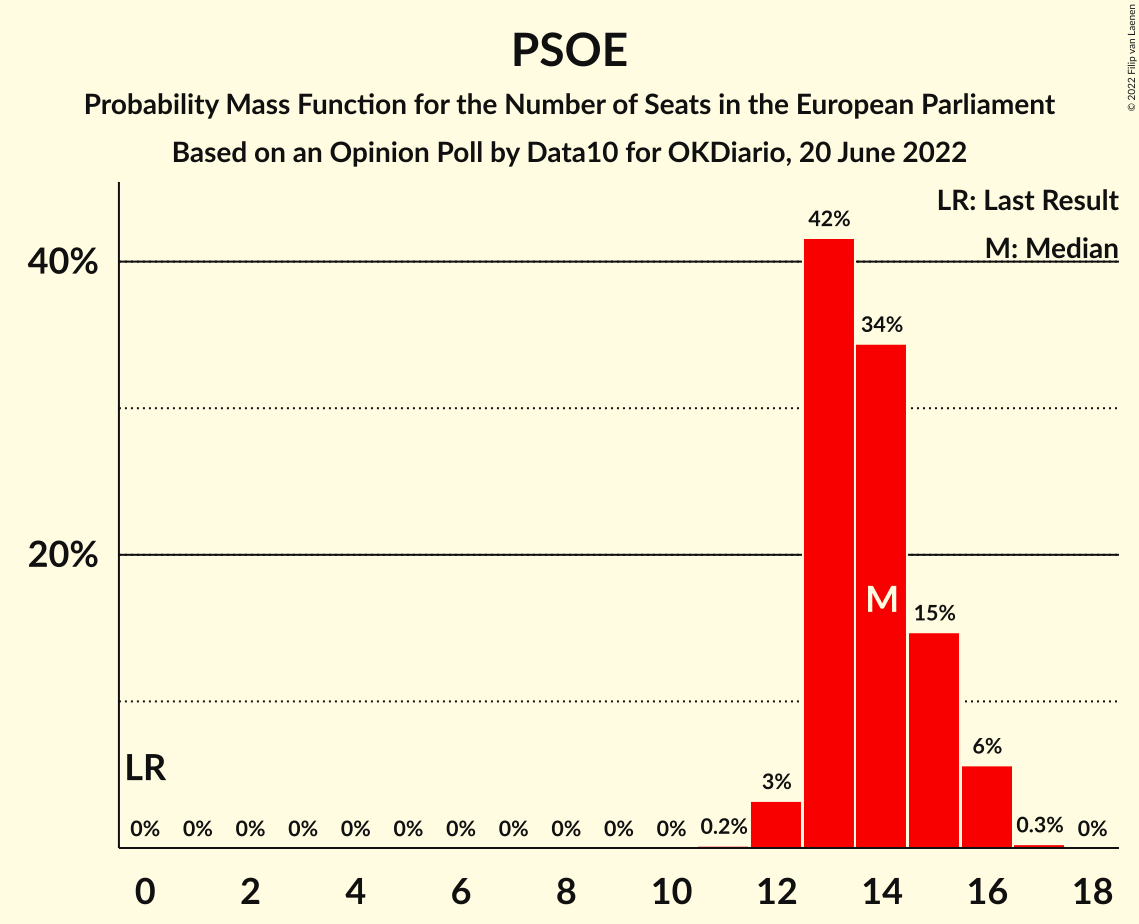 PSOE
Probability Mass Function for the Number of Seats in the European Parliament
Based on an Opinion Poll by Data10 for OKDiario, 20 June 2022
© 2022 Filip van Laenen
LR: Last Result
M: Median
40%
20%
42%
34%
M
15%
6%
3%
LR
0% 0% 0% 0% 0% 0% 0% 0% 0% 0% 0% 0.2% 0.3% 0%
0 2 4 6 8 10 12 14 16 18